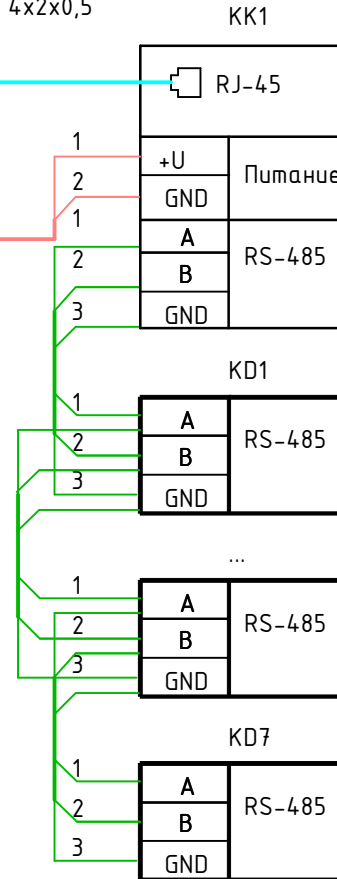 4x2x0,5
KK1
RJ-45
1
+U
Питание
2
GND
1
A
RS-485
2
B
3
GND
KD1
1
A
RS-485
2
B
3
GND
...
1
A
RS-485
2
B
3
GND
KD7
1
A
RS-485
2
B
3
GND